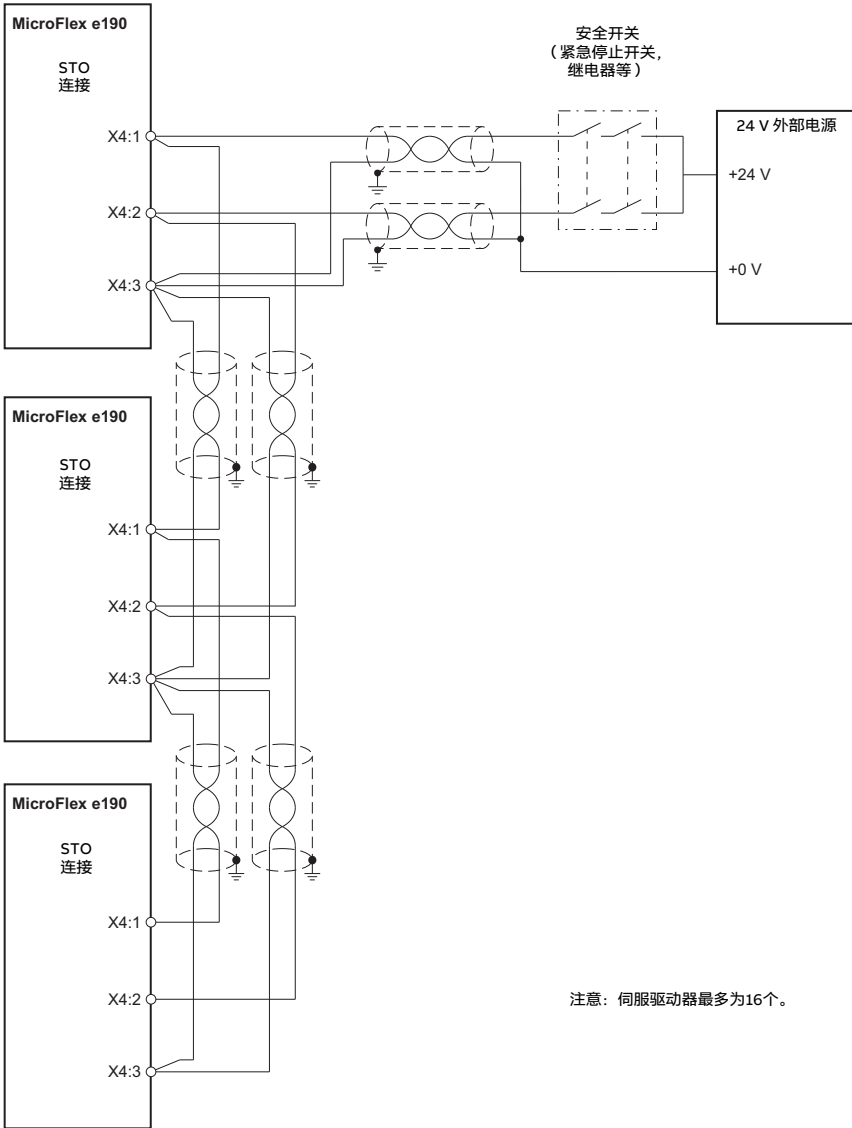 MicroFlex e190
STO
连接
X4:1
X4:2
X4:3
安全开关
（紧急停止开关，
继电器等）
24 V 外部电源
+24 V
+0 V
MicroFlex e190
STO
连接
X4:1
X4:2
X4:3
MicroFlex e190
STO
连接
X4:1
X4:2
X4:3
注意：伺服驱动器最多为16个。